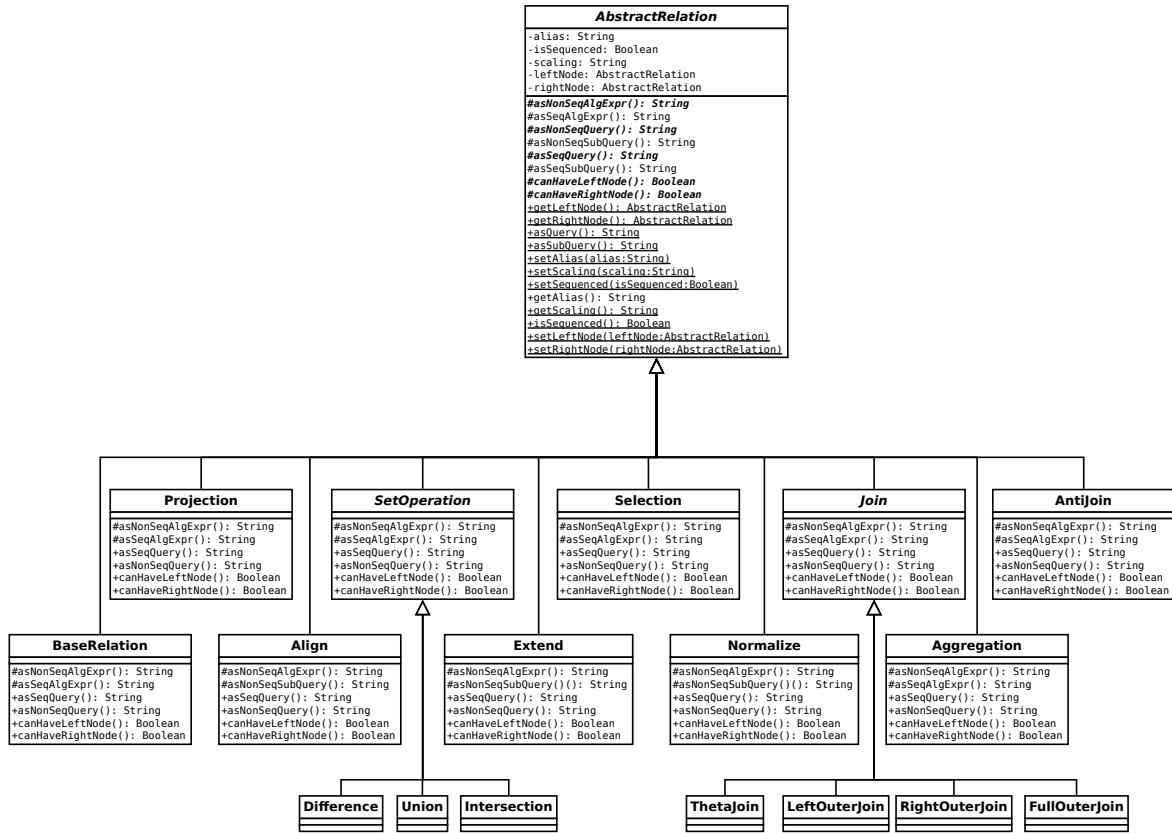 AbstractRelation
-alias: String
-isSequenced: Boolean
-scaling: String
-leftNode: AbstractRelation
-rightNode: AbstractRelation
#asNonSeqAlgExpr(): String
#asSeqAlgExpr(): String
#asNonSeqQuery(): String
#asNonSeqSubQuery(): String
#asSeqQuery(): String
#asSeqSubQuery(): String
#canHaveLeftNode(): Boolean
#canHaveRightNode(): Boolean
+getLeftNode(): AbstractRelation
+getRightNode(): AbstractRelation
+asQuery(): String
+asSubQuery(): String
+setAlias(alias:String)
+setScaling(scaling:String)
+setSequenced(isSequenced:Boolean)
+getAlias(): String
+getScaling(): String
+isSequenced(): Boolean
+setLeftNode(leftNode:AbstractRelation)
+setRightNode(rightNode:AbstractRelation)
Projection
#asNonSeqAlgExpr(): String
#asSeqAlgExpr(): String
+asSeqQuery(): String
+asNonSeqQuery(): String
+canHaveLeftNode(): Boolean
+canHaveRightNode(): Boolean
SetOperation
#asNonSeqAlgExpr(): String
#asSeqAlgExpr(): String
+asSeqQuery(): String
+asNonSeqQuery(): String
+canHaveLeftNode(): Boolean
+canHaveRightNode(): Boolean
Selection
#asNonSeqAlgExpr(): String
#asSeqAlgExpr(): String
+asSeqQuery(): String
+asNonSeqQuery(): String
+canHaveLeftNode(): Boolean
+canHaveRightNode(): Boolean
Join
#asNonSeqAlgExpr(): String
#asSeqAlgExpr(): String
+asSeqQuery(): String
+asNonSeqQuery(): String
+canHaveLeftNode(): Boolean
+canHaveRightNode(): Boolean
AntiJoin
#asNonSeqAlgExpr(): String
#asSeqAlgExpr(): String
+asSeqQuery(): String
+asNonSeqQuery(): String
+canHaveLeftNode(): Boolean
+canHaveRightNode(): Boolean
BaseRelation
#asNonSeqAlgExpr(): String
#asSeqAlgExpr(): String
+asSeqQuery(): String
+asNonSeqQuery(): String
+canHaveLeftNode(): Boolean
+canHaveRightNode(): Boolean
Align
#asNonSeqAlgExpr(): String
#asNonSeqSubQuery(): String
+asSeqQuery(): String
+asNonSeqQuery(): String
+canHaveLeftNode(): Boolean
+canHaveRightNode(): Boolean
Extend
#asNonSeqAlgExpr(): String
#asNonSeqSubQuery()(): String
+asSeqQuery(): String
+asNonSeqQuery(): String
+canHaveLeftNode(): Boolean
+canHaveRightNode(): Boolean
Normalize
#asNonSeqAlgExpr(): String
#asNonSeqSubQuery()(): String
+asSeqQuery(): String
+asNonSeqQuery(): String
+canHaveLeftNode(): Boolean
+canHaveRightNode(): Boolean
Aggregation
#asNonSeqAlgExpr(): String
#asSeqAlgExpr(): String
+asSeqQuery(): String
+asNonSeqQuery(): String
+canHaveLeftNode(): Boolean
+canHaveRightNode(): Boolean
Difference
Union
Intersection
ThetaJoin
LeftOuterJoin
RightOuterJoin
FullOuterJoin